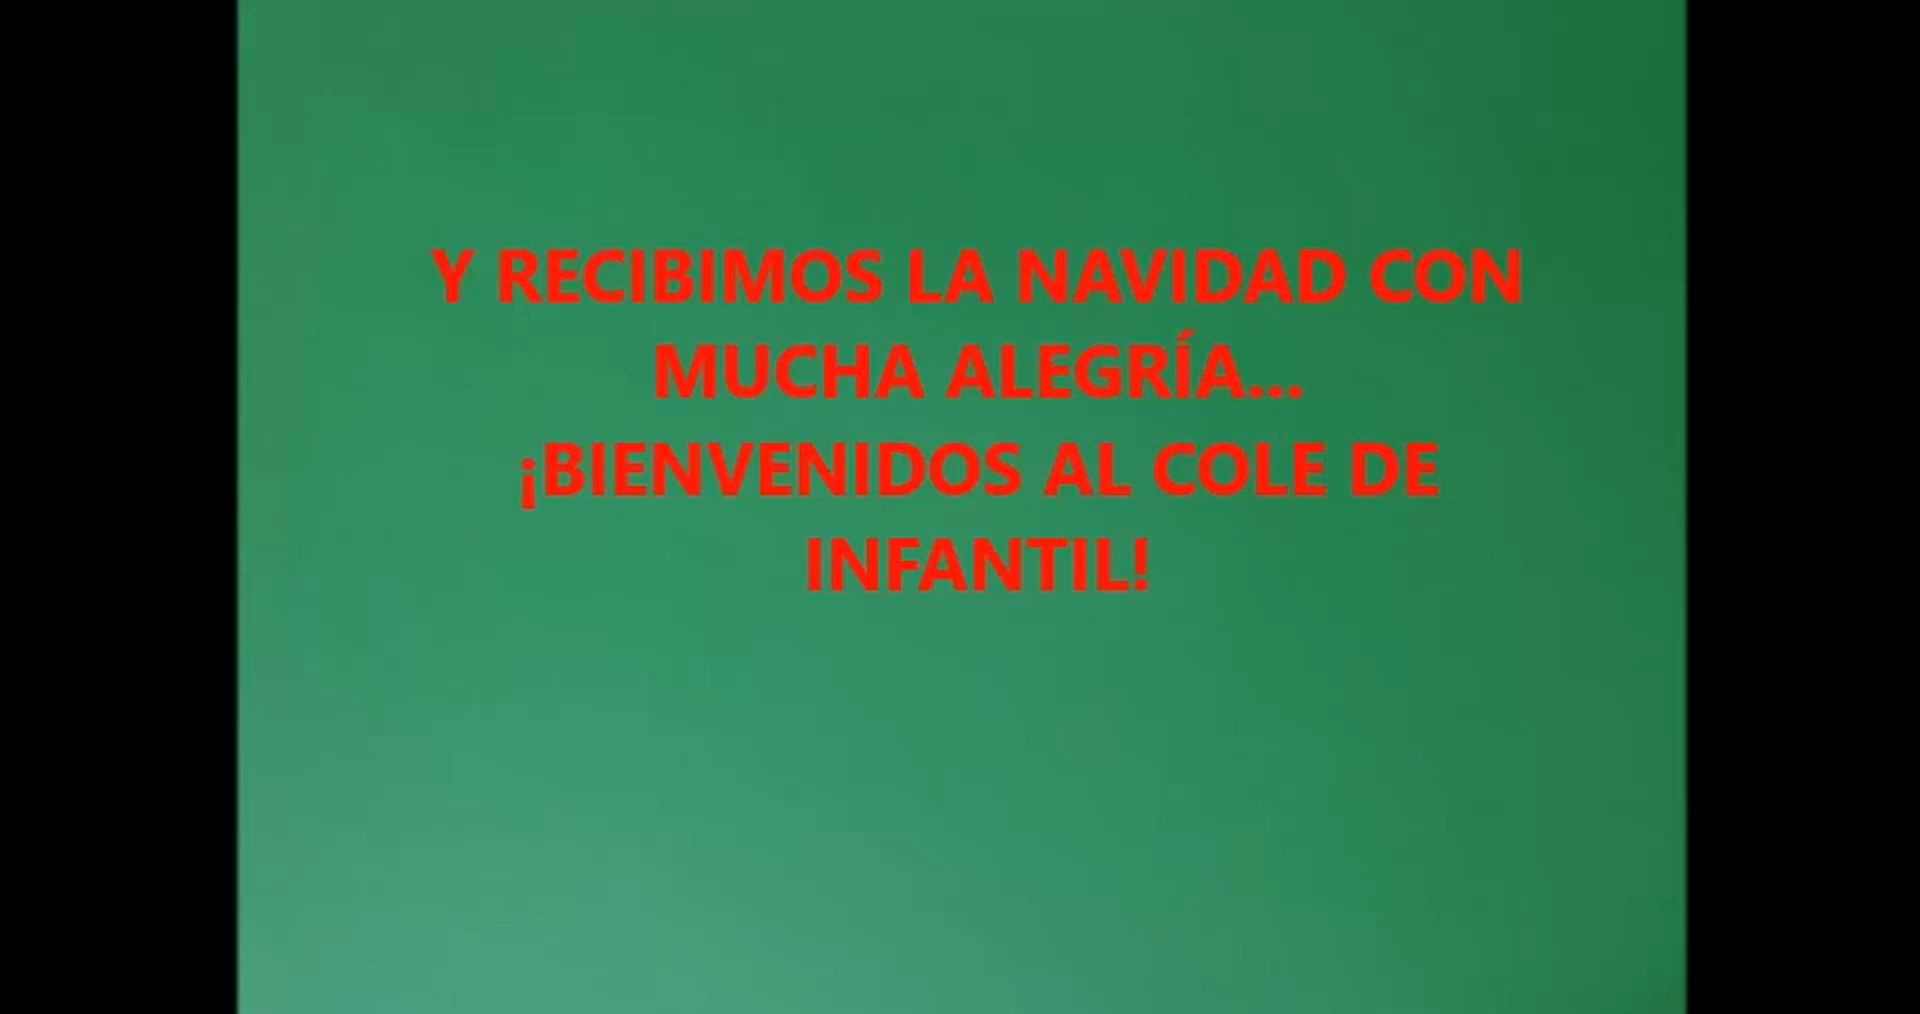 Y RECIBIMOS LA NAVIDAD CON
MUCHA ALEGRÍA...
¡BIENVENIDOS AL COLE DE
INFANTIL!